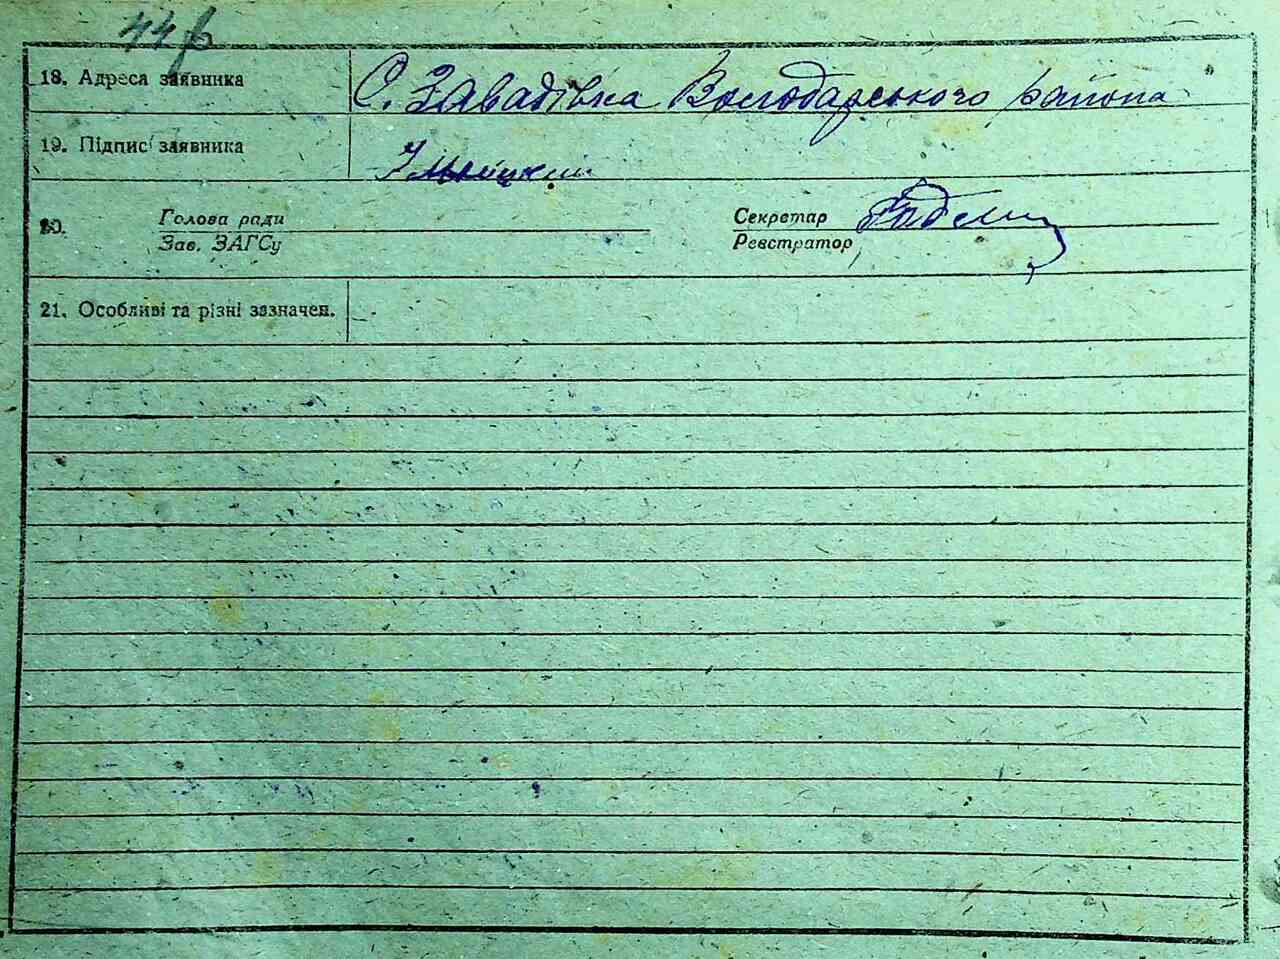 44
18. Адреса заявника С. Завадівка Володарського района
19. Підпис заявника
20. Голова ради Секретар
Зав. ЗАГСу Реєстратор
21. Особливі та різні зазначен. —